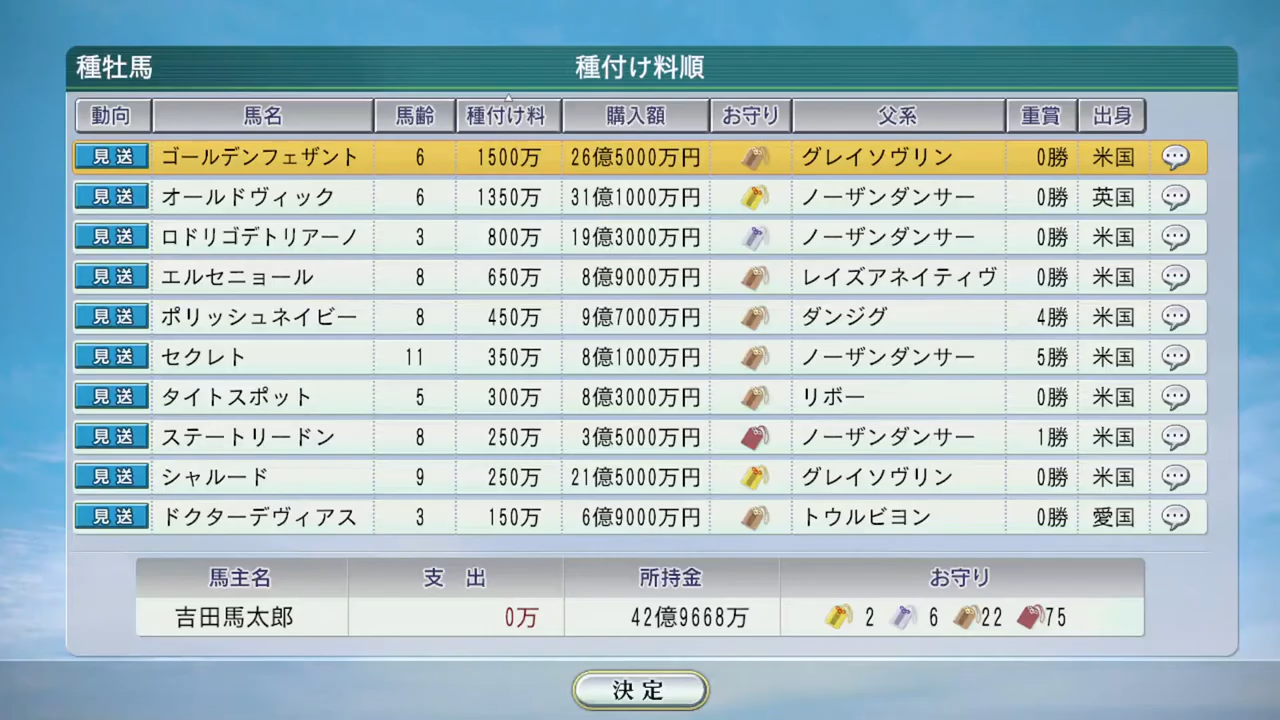 種牡馬 種付け料順
動向 馬名 馬齢 種付け料 購入額 お守り 父系 重賞 出身
見送 ゴールデンフェザント 6 1500万 26億5000万円 グレイソヴリン 0勝 米国
見送 オールドヴィック 6 1350万 31億1000万円 ノーザンダンサー 0勝 英国
見送 ロドリゴデトリアーノ 3 800万 19億3000万円 ノーザンダンサー 0勝 米国
見送 エルセニョール 8 650万 8億9000万円 レイズアネイティヴ 0勝 米国
見送 ポリッシュネイビー 8 450万 9億7000万円 ダンジグ 4勝 米国
見送 セクレト 11 350万 8億1000万円 ノーザンダンサー 5勝 米国
見送 タイトスポット 5 300万 8億3000万円 リボー 0勝 米国
見送 ステートリードン 8 250万 3億5000万円 ノーザンダンサー 1勝 米国
見送 シャルード 9 250万 21億5000万円 グレイソヴリン 0勝 米国
見送 ドクターデヴィアス 3 150万 6億9000万円 トウルビヨン 0勝 愛国
馬主名 支出 所持金 お守り
吉田馬太郎 0万 42億9668万 2 6 22 75
決定